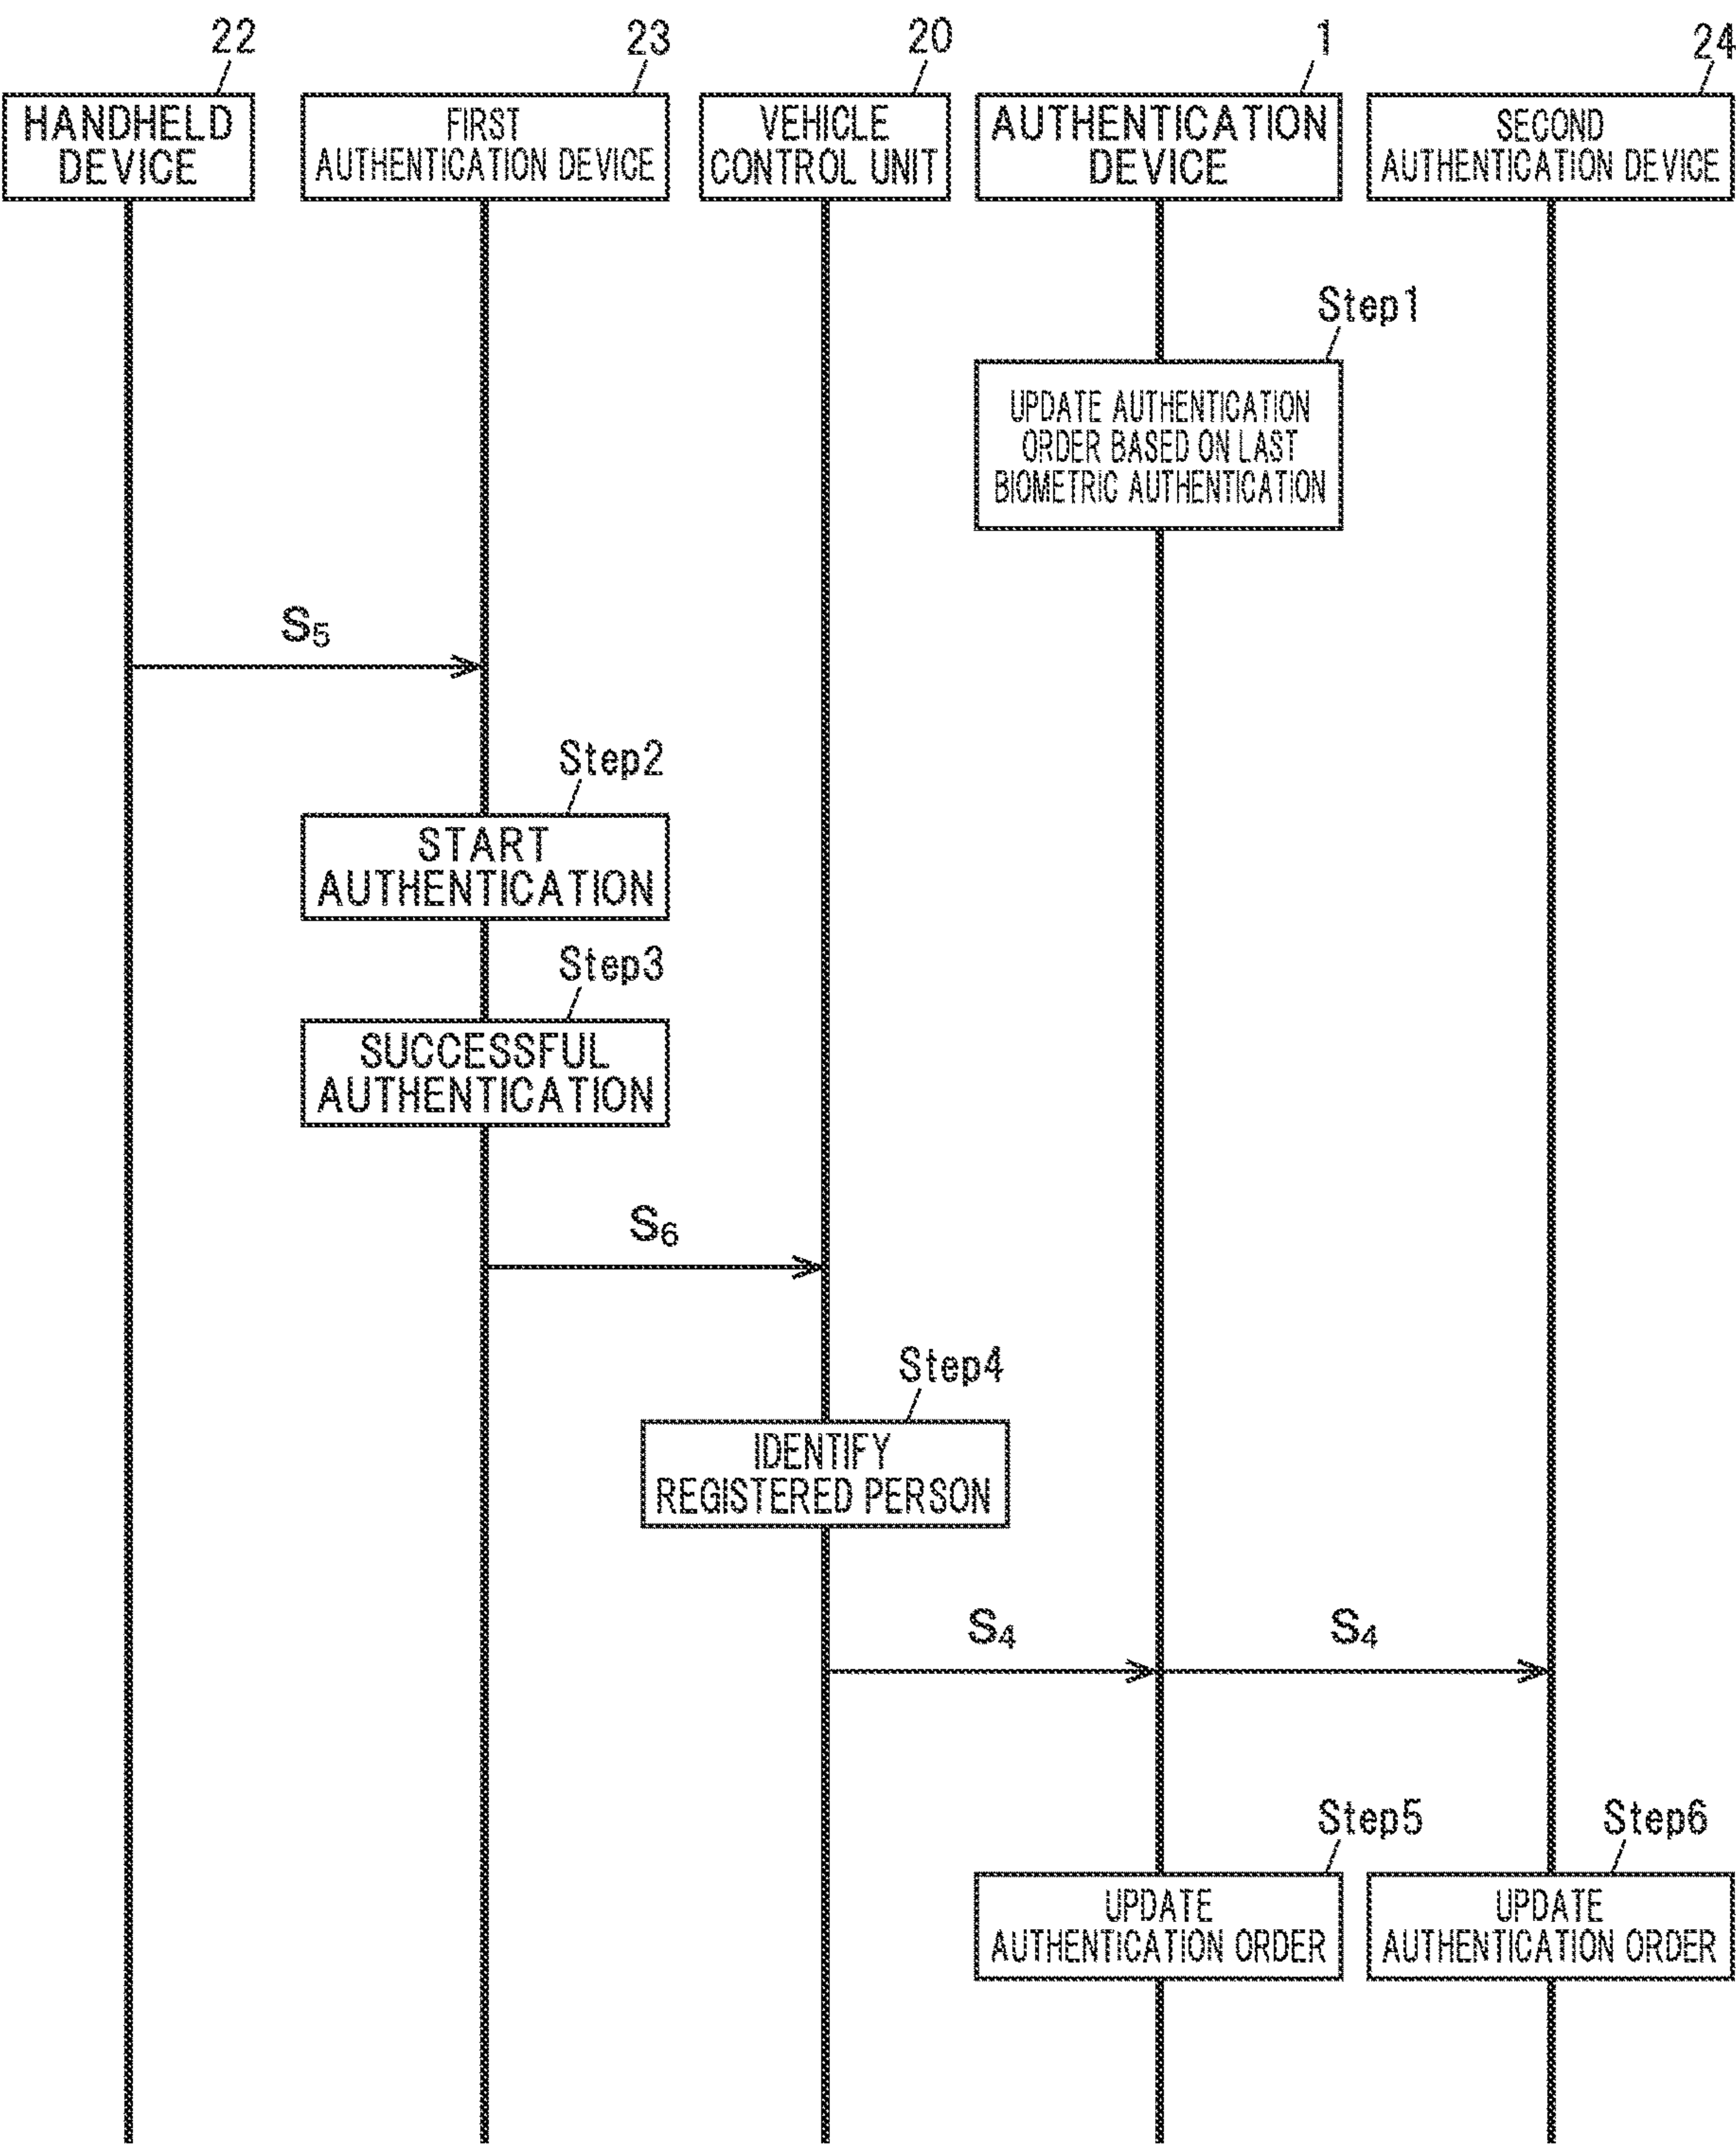 22
23
20
1
24
HANDHELD
DEVICE
FIRST
AUTHENTICATION DEVICE
VEHICLE
CONTROL UNIT
AUTHENTICATION
DEVICE
SECOND
AUTHENTICATION DEVICE
Step1
UPDATE AUTHENTICATION
ORDER BASED ON LAST
BIOMETRIC AUTHENTICATION
S5
Step2
START
AUTHENTICATION
Step3
SUCCESSFUL
AUTHENTICATION
S6
Step4
IDENTIFY
REGISTERED PERSON
S4
S4
Step5
Step6
UPDATE
AUTHENTICATION ORDER
UPDATE
AUTHENTICATION ORDER